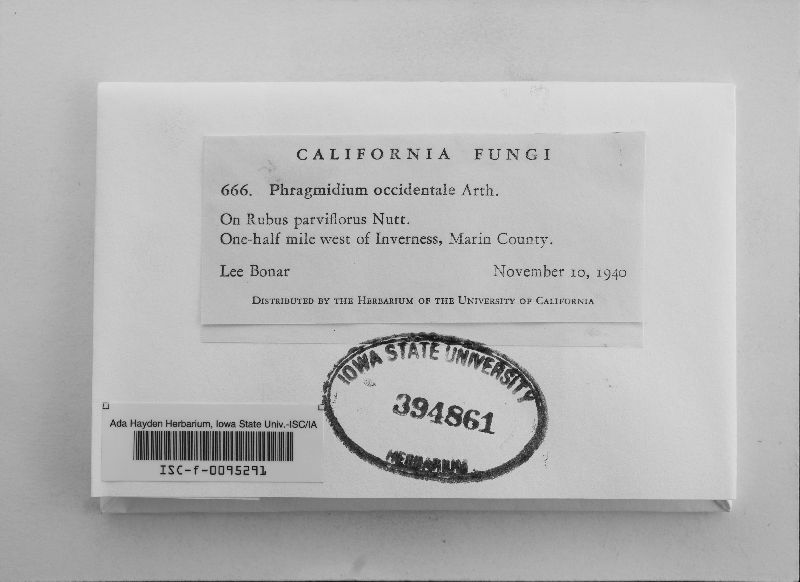 CALIFORNIA FUNGI
666. Phragmidium occidentale Arth.
On Rubus parviflorus Nutt.
One-half mile west of Inverness, Marin County.
Lee Bonar November 10, 1940
Distributed by the Herbarium of the University of California
IOWA STATE UNIVERSITY
394861
HERBARIUM
Ada Hayden Herbarium, Iowa State Univ.-ISC/IA
ISC-f-0095291